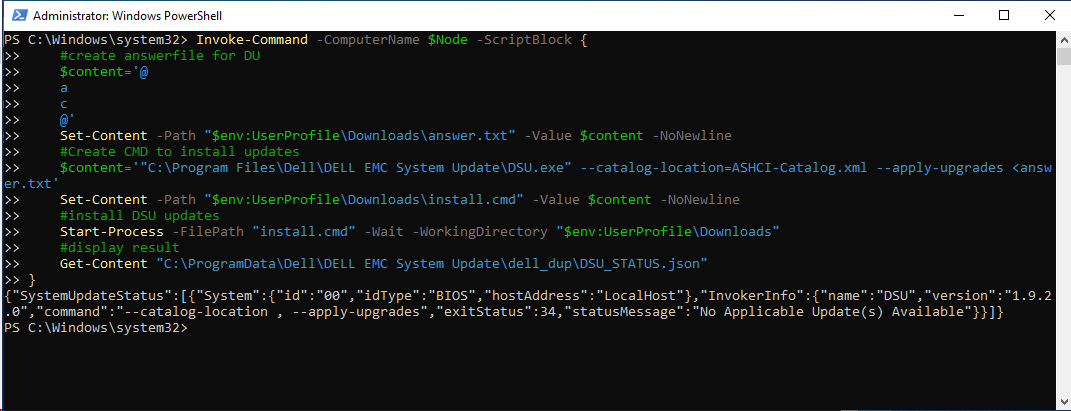 Administrator: Windows PowerShell
PS C:\Windows\system32> Invoke-Command -ComputerName $Node -ScriptBlock {
>>     #create answerfile for DU
>>     $content='@
>>     a
>>     c
>>     @'
>>     Set-Content -Path "$env:UserProfile\Downloads\answer.txt" -Value $content -NoNewline
>>     #Create CMD to install updates
>>     $content='"C:\Program Files\Dell\DELL EMC System Update\DSU.exe" --catalog-location=ASHCI-Catalog.xml --apply-upgrades <answ
er.txt'
>>     Set-Content -Path "$env:UserProfile\Downloads\install.cmd" -Value $content -NoNewline
>>     #install DSU updates
>>     Start-Process -FilePath "install.cmd" -Wait -WorkingDirectory "$env:UserProfile\Downloads"
>>     #display result
>>     Get-Content "C:\ProgramData\Dell\DELL EMC System Update\dell_dup\DSU_STATUS.json"
>> }
{"SystemUpdateStatus":[{"System":{"id":"00","idType":"BIOS","hostAddress":"LocalHost"},"InvokerInfo":{"name":"DSU","version":"1.9.2
.0","command":"--catalog-location , --apply-upgrades","exitStatus":34,"statusMessage":"No Applicable Update(s) Available"}}]}
PS C:\Windows\system32>